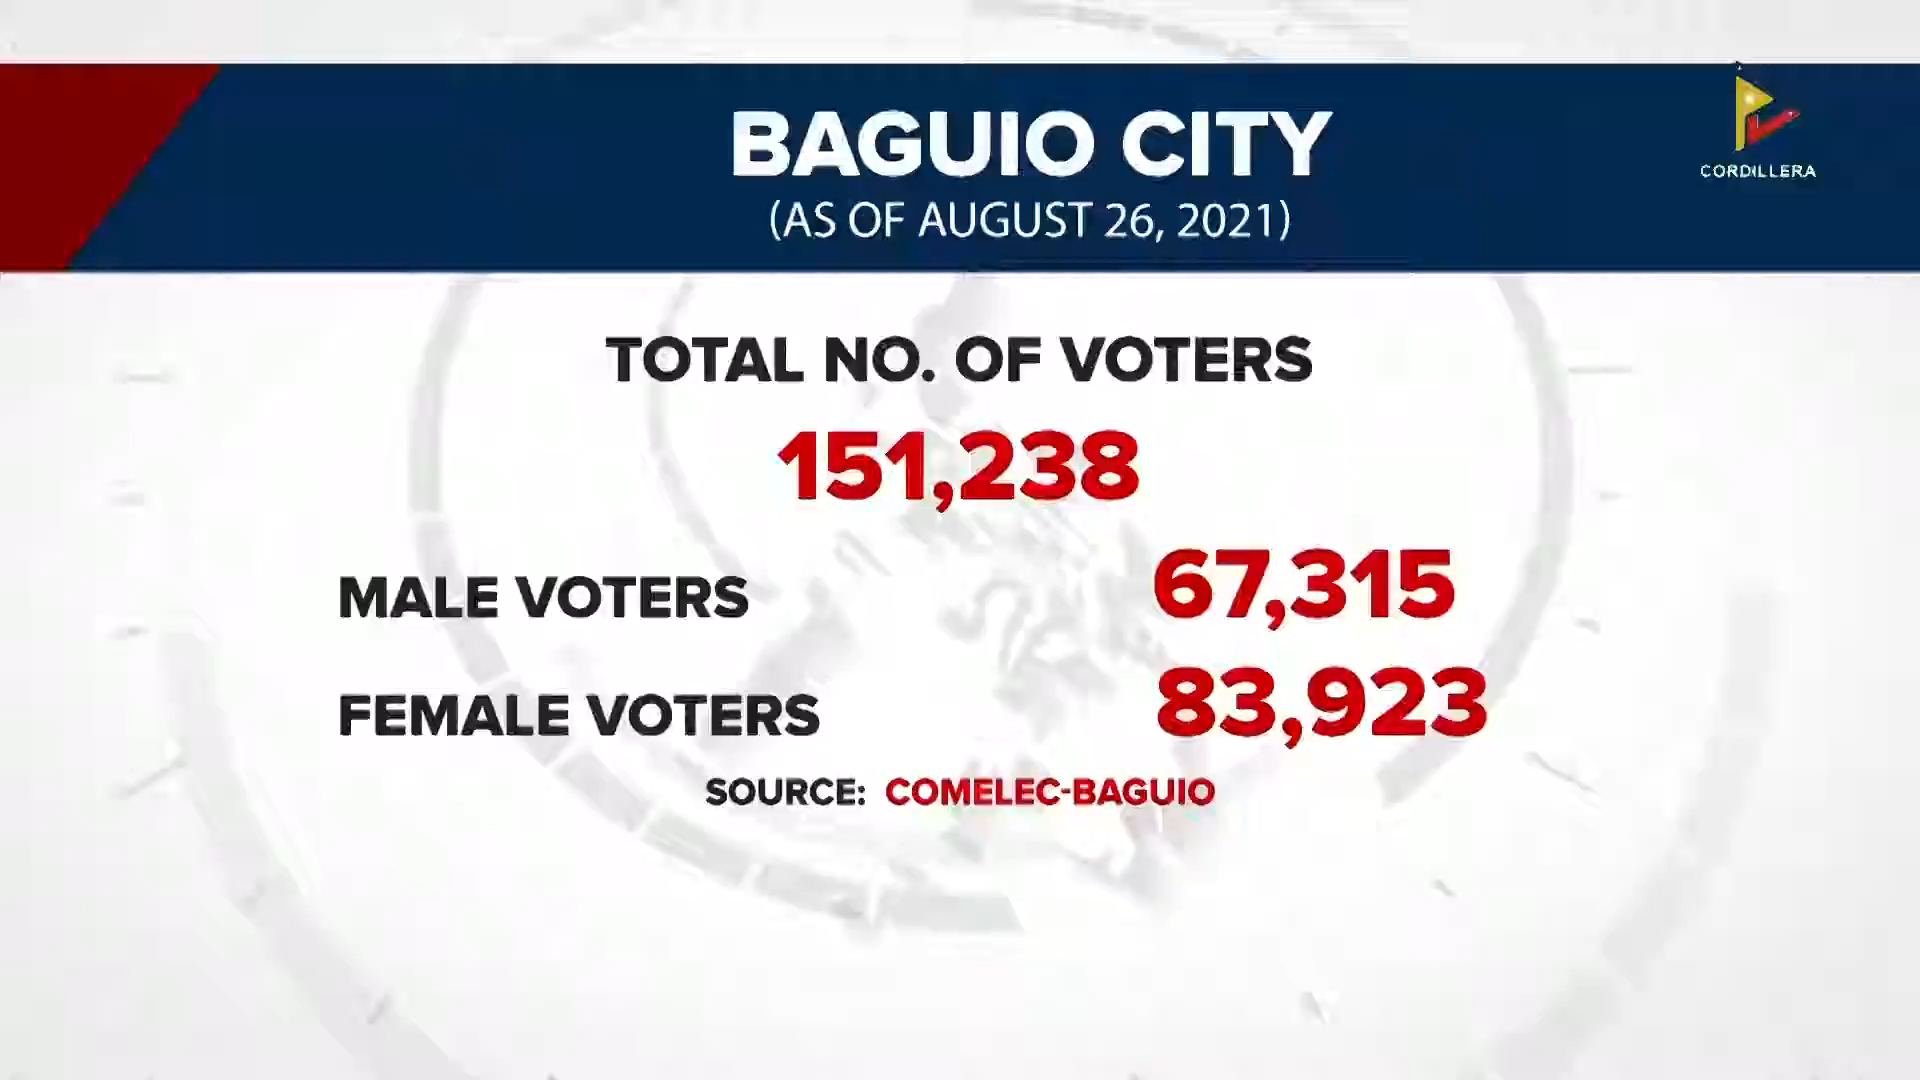 BAGUIO CITY
(AS OF AUGUST 26, 2021)
CORDILLERA
TOTAL NO. OF VOTERS
151,238
MALE VOTERS 67,315
FEMALE VOTERS 83,923
SOURCE: COMELEC-BAGUIO